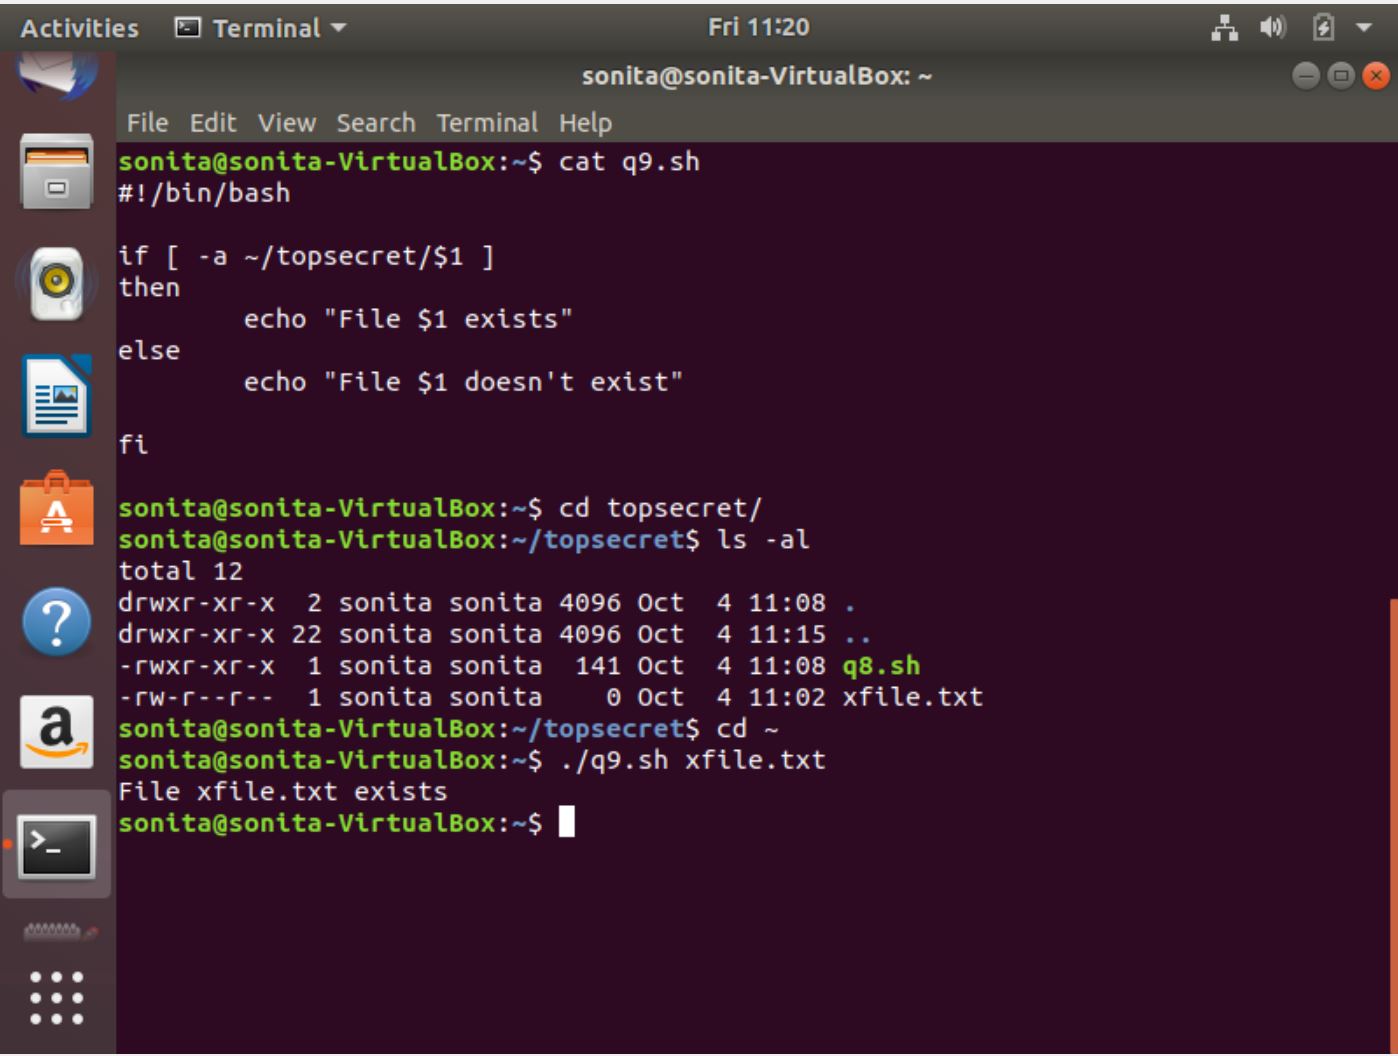 Activities Terminal Fri 11:20
sonita@sonita-VirtualBox: ~
File Edit View Search Terminal Help
sonita@sonita-VirtualBox:~$ cat q9.sh
#!/bin/bash
if [ -a ~/topsecret/$1 ]
then
        echo "File $1 exists"
else
        echo "File $1 doesn't exist"
fi
sonita@sonita-VirtualBox:~$ cd topsecret/
sonita@sonita-VirtualBox:~/topsecret$ ls -al
total 12
drwxr-xr-x  2 sonita sonita 4096 Oct  4 11:08 .
drwxr-xr-x 22 sonita sonita 4096 Oct  4 11:15 ..
-rwxr-xr-x  1 sonita sonita  141 Oct  4 11:08 q8.sh
-rw-r--r--  1 sonita sonita    0 Oct  4 11:02 xfile.txt
sonita@sonita-VirtualBox:~/topsecret$ cd ~
sonita@sonita-VirtualBox:~$ ./q9.sh xfile.txt
File xfile.txt exists
sonita@sonita-VirtualBox:~$